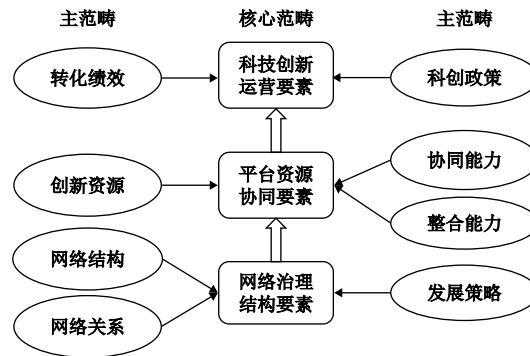 主范畴 核心范畴 主范畴
转化绩效
科技创新
运营要素
科创政策
创新资源
平台资源
协同要素
协同能力
整合能力
网络结构
网络关系
网络治理
结构要素
发展策略